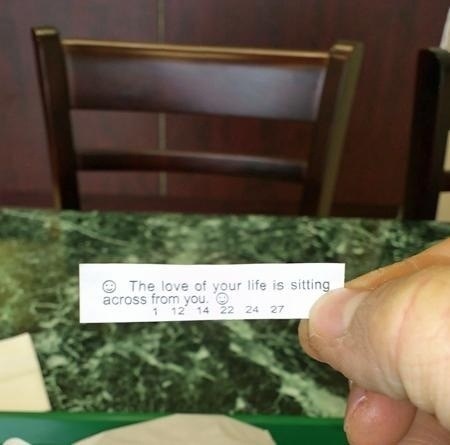 ☺ The love of your life is sitting
across from you. ☺
1 12 14 22 24 27